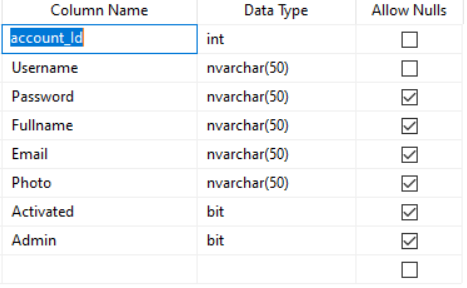 Column Name Data Type Allow Nulls
account_Id int
Username nvarchar(50)
Password nvarchar(50)
Fullname nvarchar(50)
Email nvarchar(50)
Photo nvarchar(50)
Activated bit
Admin bit